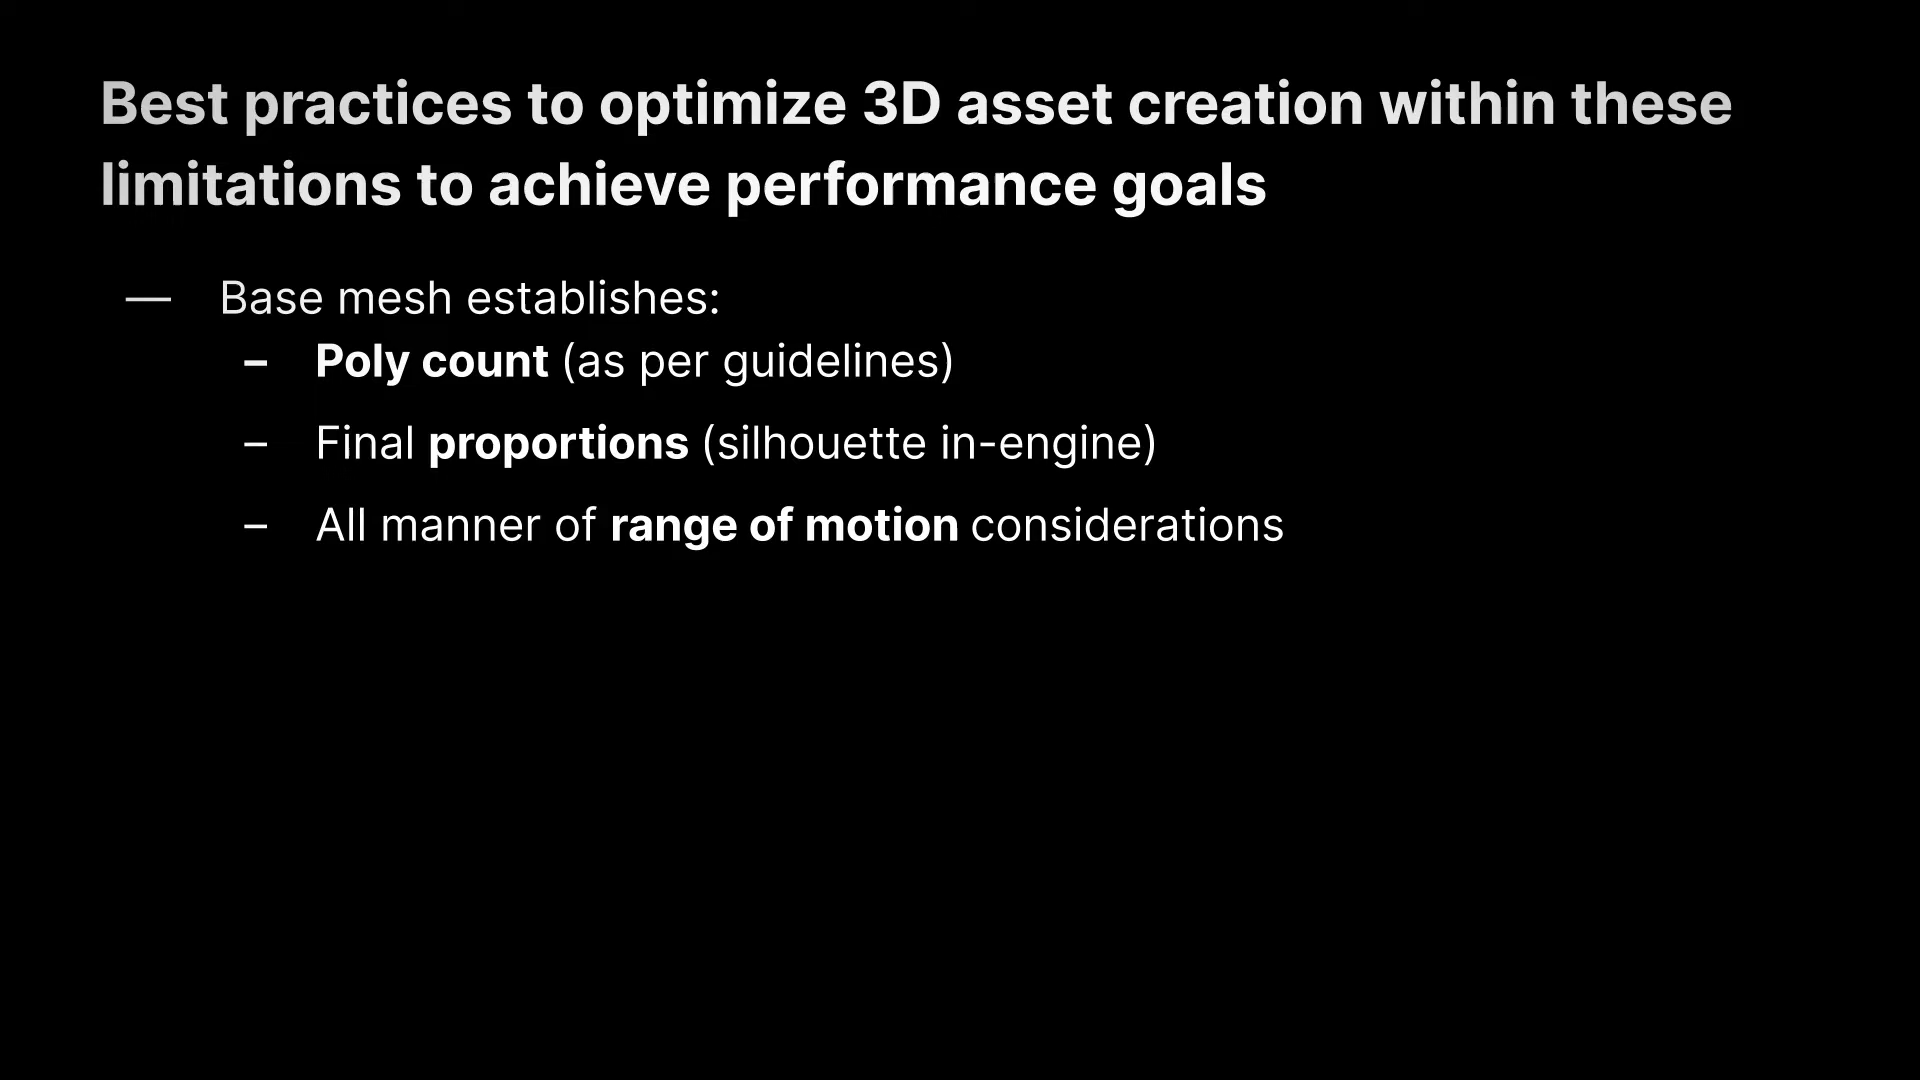 Best practices to optimize 3D asset creation within these
limitations to achieve performance goals
— Base mesh establishes:
– Poly count (as per guidelines)
– Final proportions (silhouette in-engine)
– All manner of range of motion considerations